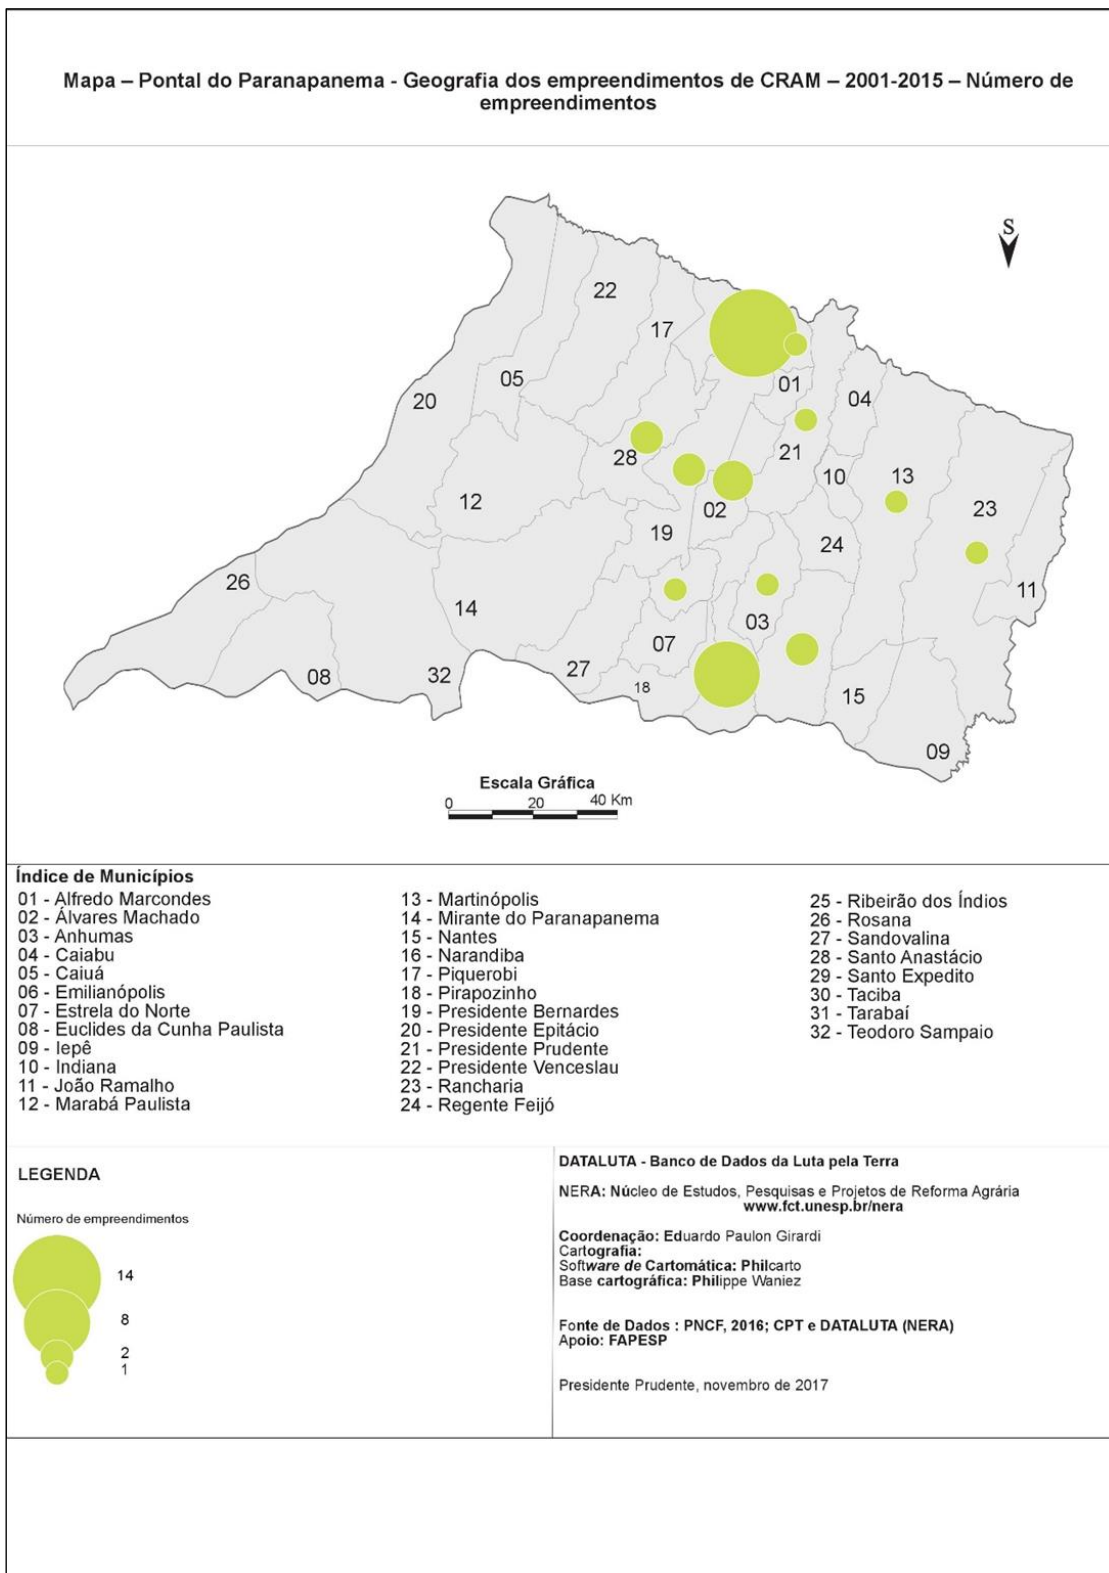 Mapa – Pontal do Paranapanema - Geografia dos empreendimentos de CRAM – 2001-2015 – Número de
empreendimentos
S
22
17
05
20
01
04
28
21
10
13
12
02
23
19
24
26
14
11
03
07
08
32
27
18
15
09
Escala Gráfica
0 20 40 Km
Índice de Municípios
01 - Alfredo Marcondes
02 - Álvares Machado
03 - Anhumas
04 - Caiabu
05 - Caiuá
06 - Emilianópolis
07 - Estrela do Norte
08 - Euclides da Cunha Paulista
09 - Iepê
10 - Indiana
11 - João Ramalho
12 - Marabá Paulista
13 - Martinópolis
14 - Mirante do Paranapanema
15 - Nantes
16 - Narandiba
17 - Piquerobi
18 - Pirapozinho
19 - Presidente Bernardes
20 - Presidente Epitácio
21 - Presidente Prudente
22 - Presidente Venceslau
23 - Rancharia
24 - Regente Feijó
25 - Ribeirão dos Índios
26 - Rosana
27 - Sandovalina
28 - Santo Anastácio
29 - Santo Expedito
30 - Taciba
31 - Tarabaí
32 - Teodoro Sampaio
LEGENDA
Número de empreendimentos
14
8
2
1
DATALUTA - Banco de Dados da Luta pela Terra
NERA: Núcleo de Estudos, Pesquisas e Projetos de Reforma Agrária
www.fct.unesp.br/nera
Coordenação: Eduardo Paulon Girardi
Cartografia:
Software de Cartomática: Philcarto
Base cartográfica: Philippe Waniez
Fonte de Dados : PNCF, 2016; CPT e DATALUTA (NERA)
Apoio: FAPESP
Presidente Prudente, novembro de 2017